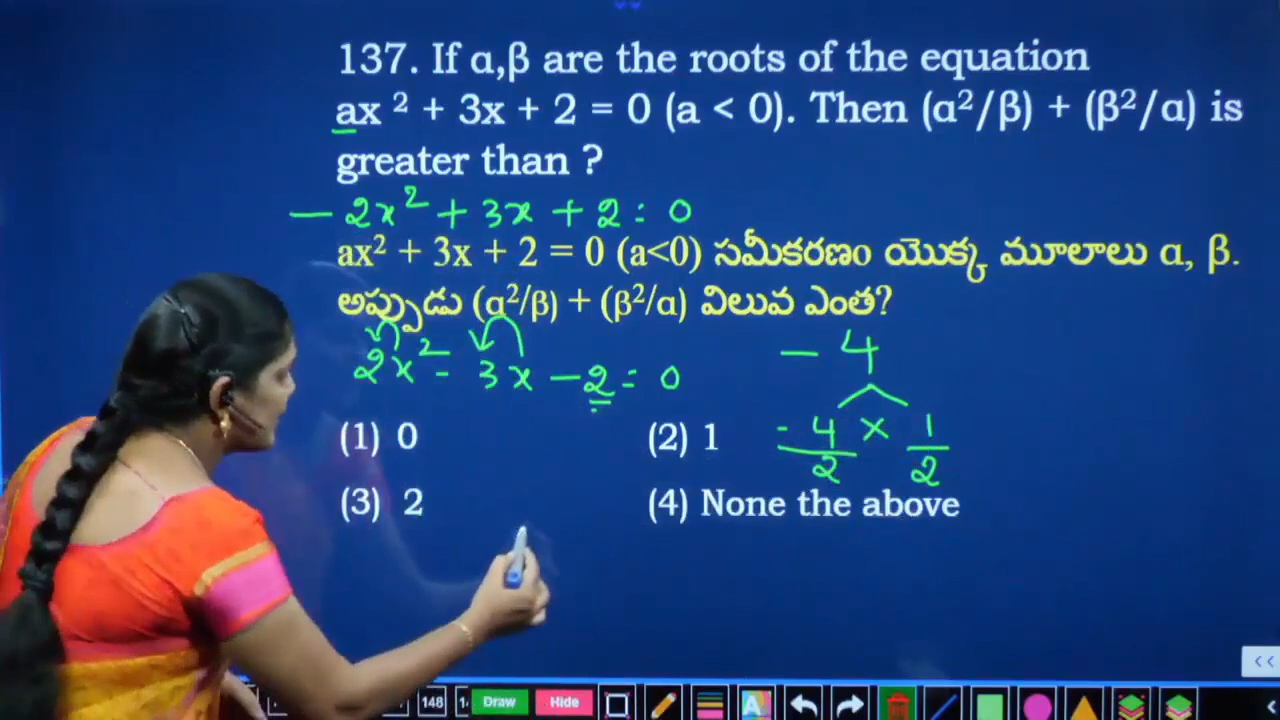 137. If α,β are the roots of the equation
ax ² + 3x + 2 = 0 (a < 0). Then (α²/β) + (β²/α) is
greater than ?
— 2x² + 3x + 2 = 0
ax² + 3x + 2 = 0 (a<0) సమీకరణం యొక్క మూలాలు α, β.
అప్పుడు (α²/β) + (β²/α) విలువ ఎంత?
2x² - 3x - 2 = 0
- 4
- 4/2 × 1/2
(1) 0
(2) 1
(3) 2
(4) None the above
148
Draw
Hide
A
<<
<